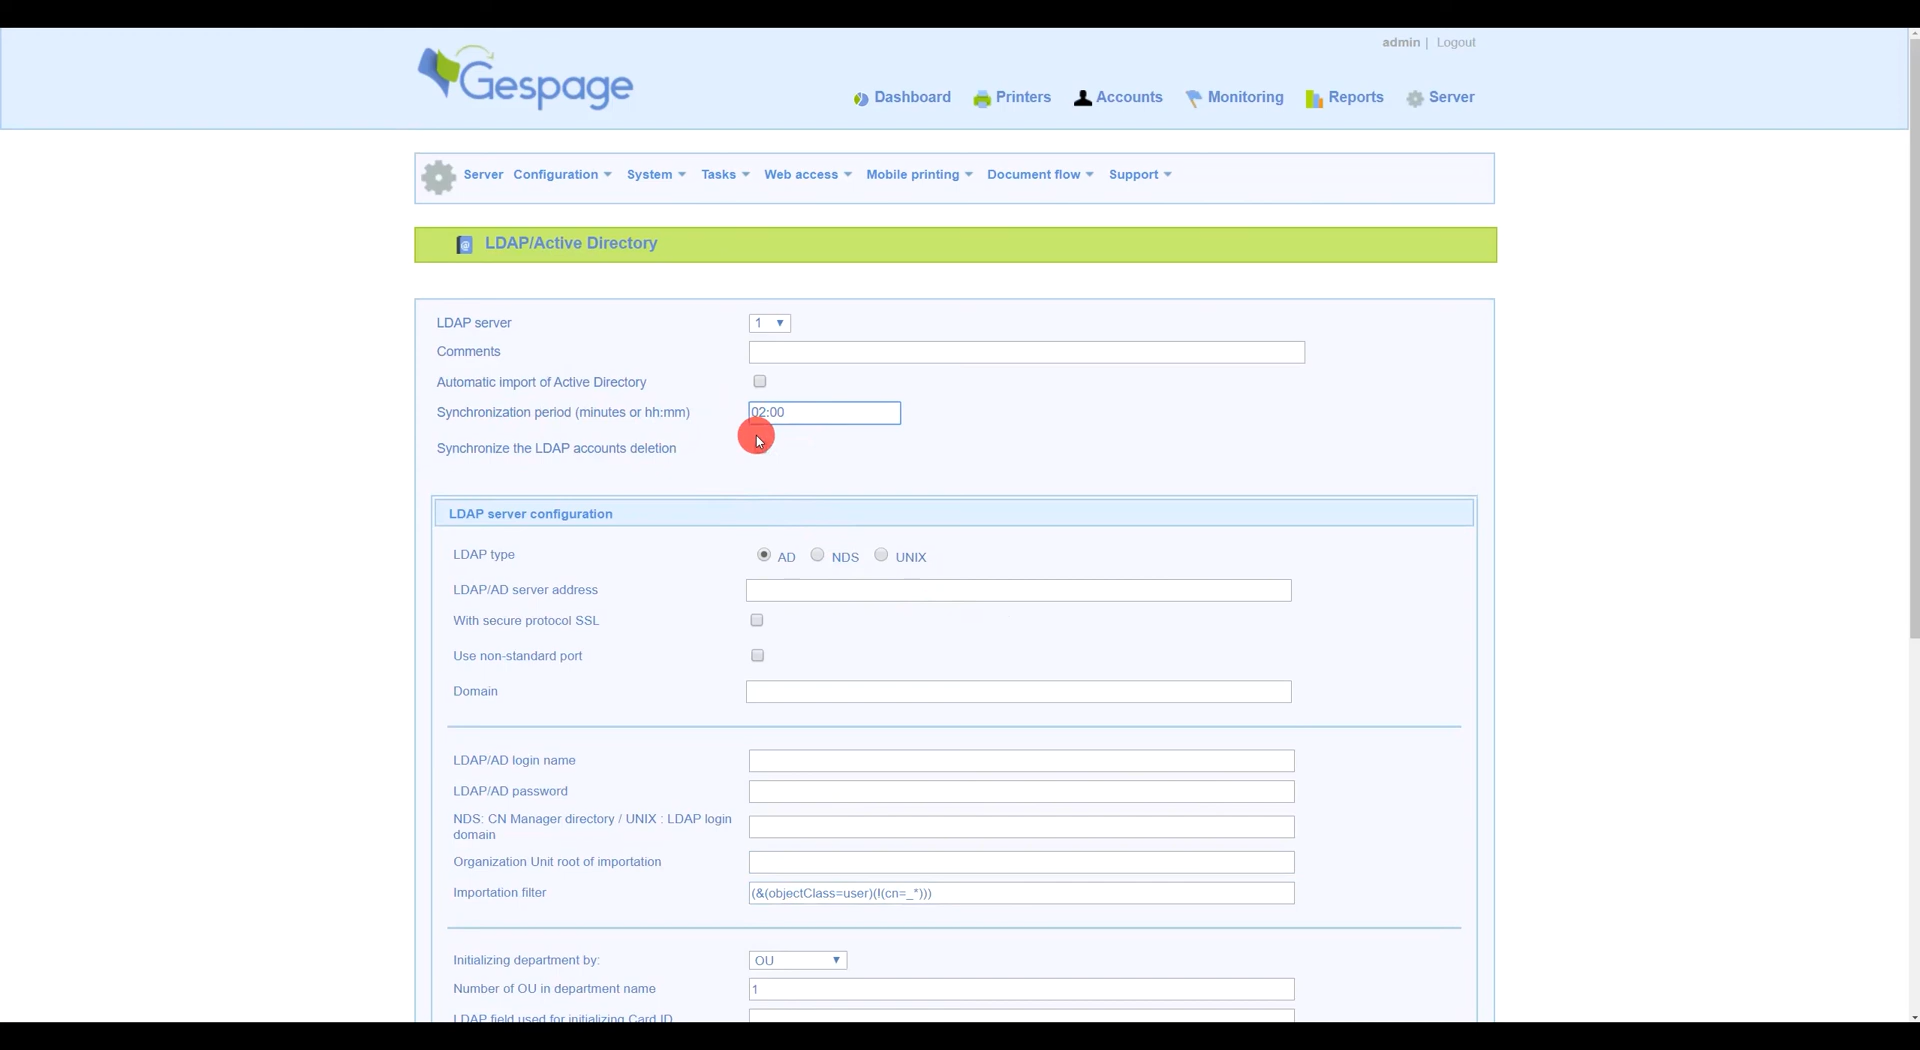 admin | Logout
Gespage
Dashboard Printers Accounts Monitoring Reports Server
Server Configuration System Tasks Web access Mobile printing Document flow Support
LDAP/Active Directory
LDAP server 1
Comments
Automatic import of Active Directory
Synchronization period (minutes or hh:mm) 02:00
Synchronize the LDAP accounts deletion
LDAP server configuration
LDAP type AD NDS UNIX
LDAP/AD server address
With secure protocol SSL
Use non-standard port
Domain
LDAP/AD login name
LDAP/AD password
NDS: CN Manager directory / UNIX : LDAP login
domain
Organization Unit root of importation
Importation filter (&(objectClass=user)(!(cn=_*)))
Initializing department by: OU
Number of OU in department name 1
LDAP field used for initializing Card ID